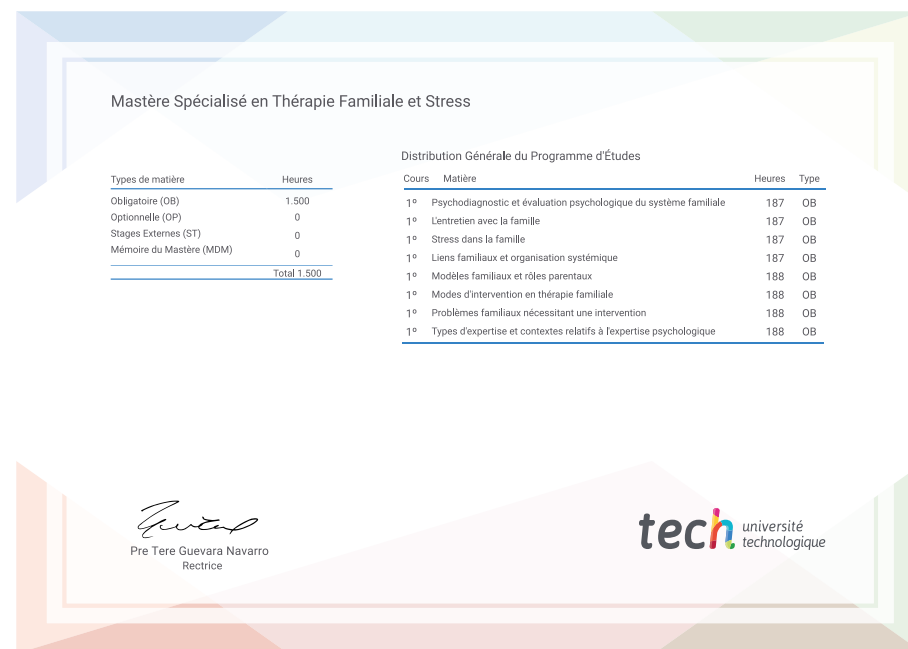 Mastère Spécialisé en Thérapie Familiale et Stress
Types de matière Heures
Obligatoire (OB) 1.500
Optionnelle (OP) 0
Stages Externes (ST) 0
Mémoire du Mastère (MDM) 0
Total 1.500
Distribution Générale du Programme d'Études
Cours Matière Heures Type
1º Psychodiagnostic et évaluation psychologique du système familiale 187 OB
1º L'entretien avec la famille 187 OB
1º Stress dans la famille 187 OB
1º Liens familiaux et organisation systémique 187 OB
1º Modèles familiaux et rôles parentaux 188 OB
1º Modes d'intervention en thérapie familiale 188 OB
1º Problèmes familiaux nécessitant une intervention 188 OB
1º Types d'expertise et contextes relatifs à l'expertise psychologique 188 OB
Pre Tere Guevara Navarro
Rectrice
tech université
technologique